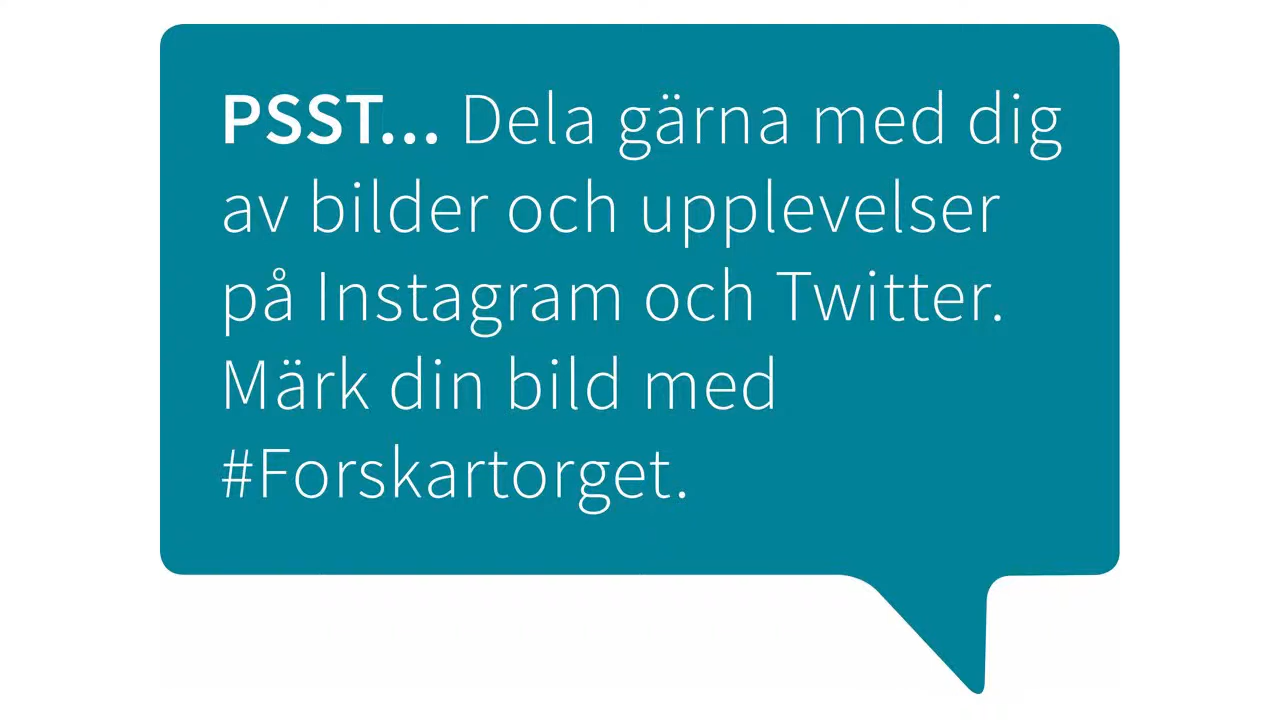 PSST... Dela gärna med dig
av bilder och upplevelser
på Instagram och Twitter.
Märk din bild med
#Forskartorget.